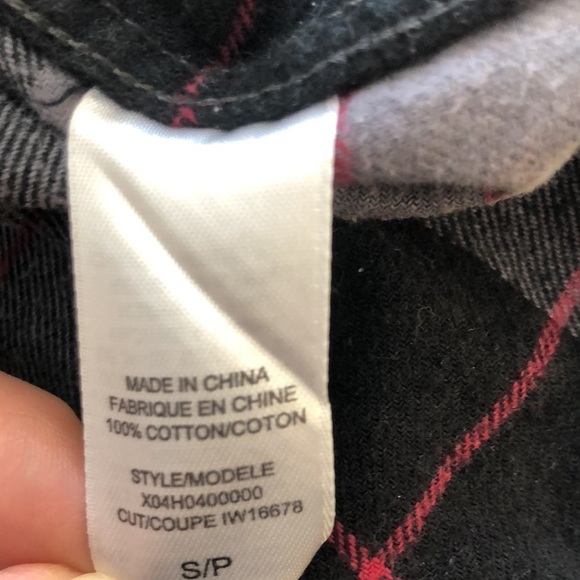 MADE IN CHINA
FABRIQUE EN CHINE
100% COTTON/COTON
STYLE/MODELE
X04H0400000
CUT/COUPE IW16678
S/P